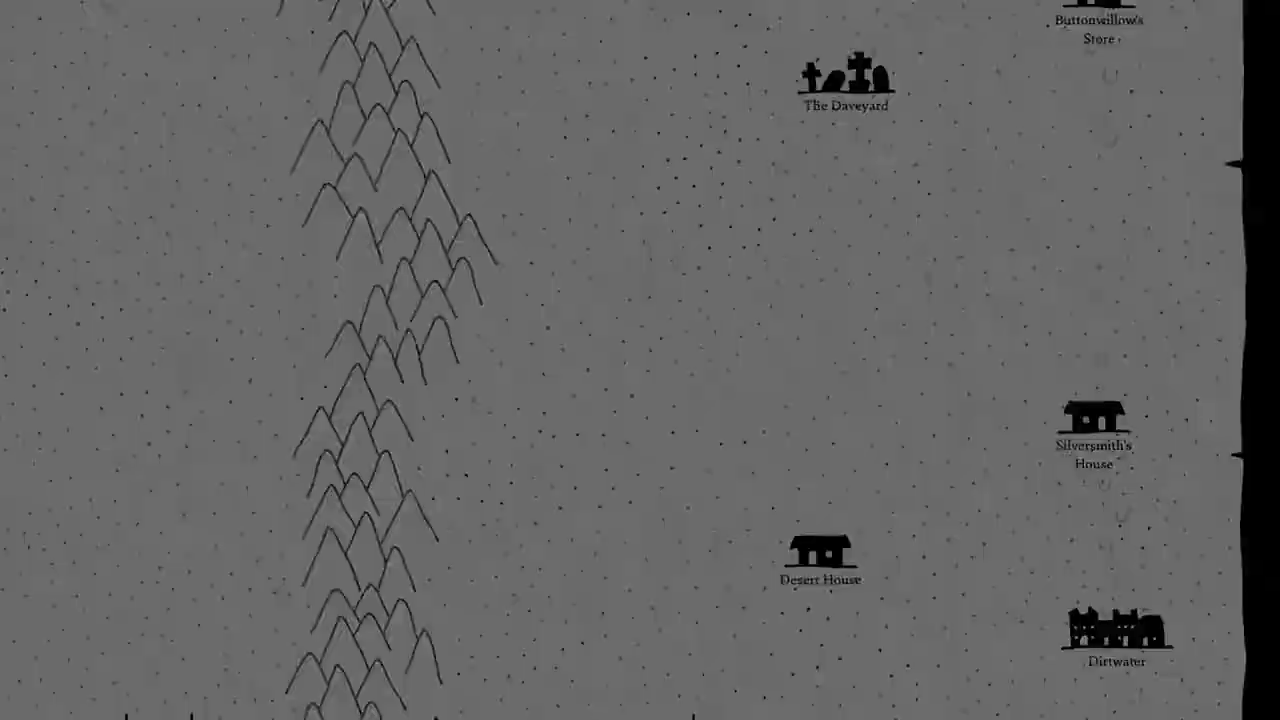 Buttonwillow's
Store
The Daveyard
Silversmith's
House
Desert House
Dirtwater